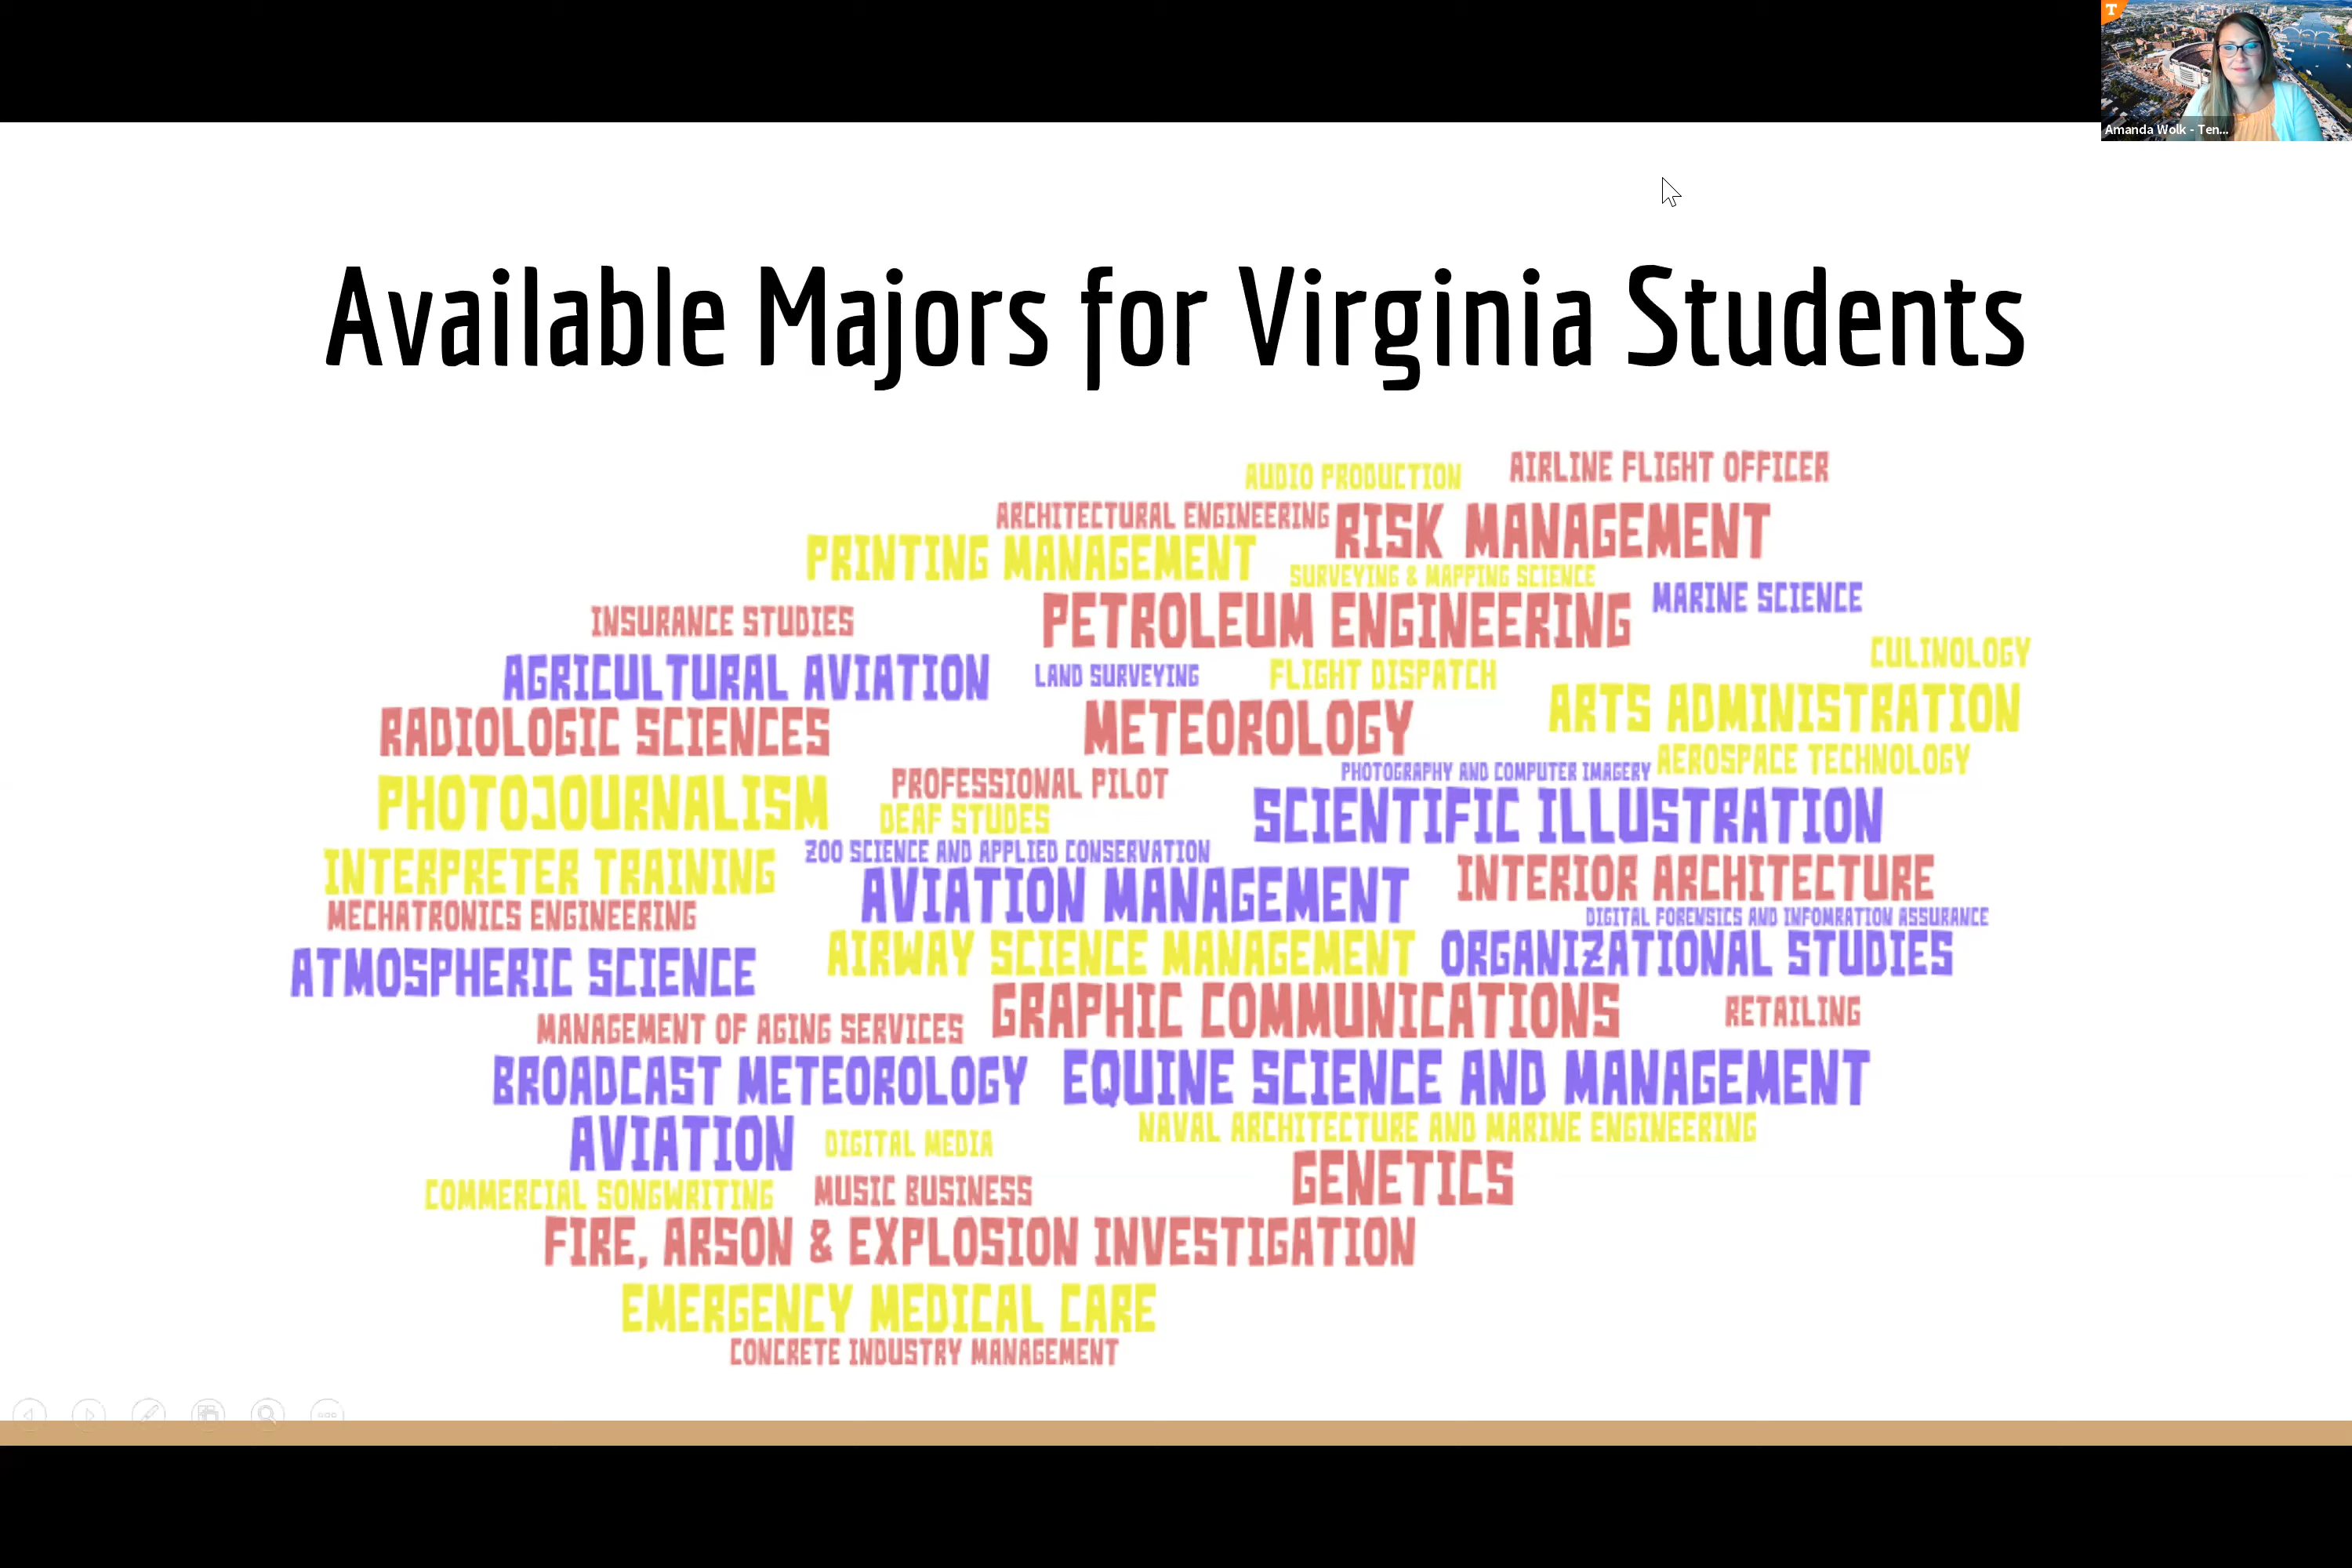 T
Amanda Wolk - Ten...
Available Majors for Virginia Students
AUDIO PRODUCTION
AIRLINE FLIGHT OFFICER
ARCHITECTURAL ENGINEERING
RISK MANAGEMENT
PRINTING MANAGEMENT
SURVEYING & MAPPING SCIENCE
MARINE SCIENCE
INSURANCE STUDIES
PETROLEUM ENGINEERING
CULINOLOGY
AGRICULTURAL AVIATION
LAND SURVEYING
FLIGHT DISPATCH
ARTS ADMINISTRATION
RADIOLOGIC SCIENCES
METEOROLOGY
AEROSPACE TECHNOLOGY
PHOTOGRAPHY AND COMPUTER IMAGERY
PHOTOJOURNALISM
PROFESSIONAL PILOT
DEAF STUDES
SCIENTIFIC ILLUSTRATION
ZOO SCIENCE AND APPLIED CONSERVATION
INTERPRETER TRAINING
AVIATION MANAGEMENT
INTERIOR ARCHITECTURE
MECHATRONICS ENGINEERING
DIGITAL FORENSICS AND INFOMRATION ASSURANCE
AIRWAY SCIENCE MANAGEMENT
ORGANIZATIONAL STUDIES
ATMOSPHERIC SCIENCE
GRAPHIC COMMUNICATIONS
RETAILING
MANAGEMENT OF AGING SERVICES
BROADCAST METEOROLOGY
EQUINE SCIENCE AND MANAGEMENT
NAVAL ARCHITECTURE AND MARINE ENGINEERING
AVIATION
DIGITAL MEDIA
GENETICS
COMMERCIAL SONGWRITING
MUSIC BUSINESS
FIRE, ARSON & EXPLOSION INVESTIGATION
EMERGENCY MEDICAL CARE
CONCRETE INDUSTRY MANAGEMENT